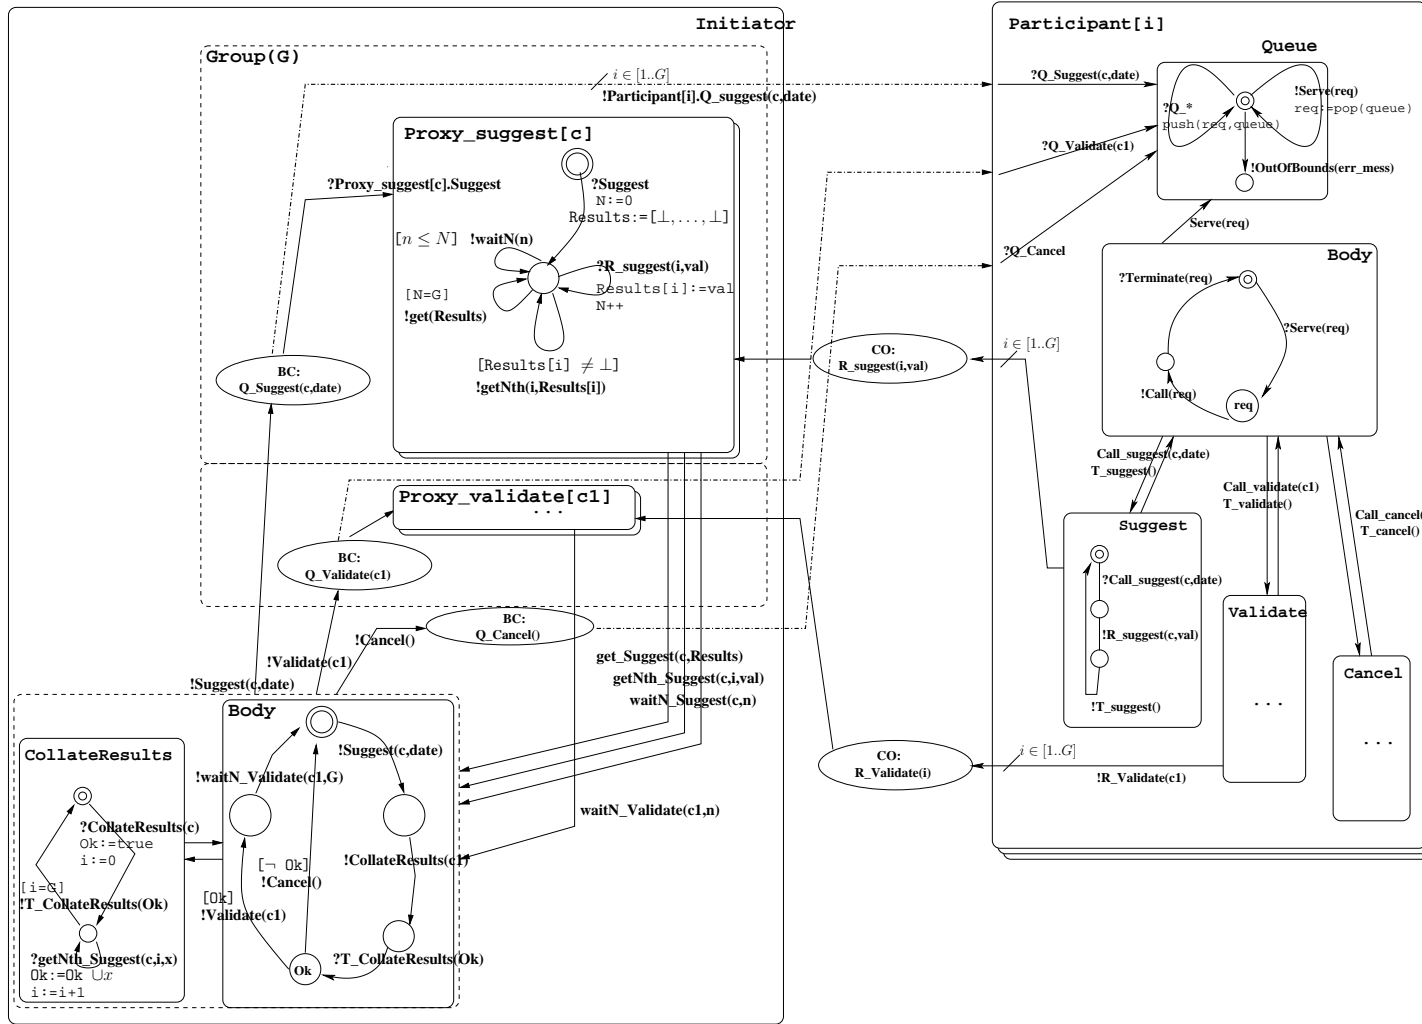 Initiator
Group(G)
i ∈ [1..G]
!Participant[i].Q_suggest(c,date)
Proxy_suggest[c]
?Proxy_suggest[c].Suggest
?Suggest
N:=0
Results:=[⊥,...,⊥]
[n ≤ N]
!waitN(n)
?R_suggest(i,val)
Results[i]:=val
N++
[N=G]
!get(Results)
[Results[i] ≠ ⊥]
!getNth(i,Results[i])
BC:
Q_Suggest(c,date)
CO:
R_suggest(i,val)
Proxy_validate[c1]
...
BC:
Q_Validate(c1)
BC:
Q_Cancel()
!Cancel()
!Validate(c1)
!Suggest(c,date)
get_Suggest(c,Results)
getNth_Suggest(c,i,val)
waitN_Suggest(c,n)
waitN_Validate(c1,n)
Body
!Suggest(c,date)
!waitN_Validate(c1,G)
!CollateResults(c1)
[¬ Ok]
!Cancel()
[Ok]
!Validate(c1)
?T_CollateResults(Ok)
Ok
CollateResults
?CollateResults(c)
Ok:=true
i:=0
[i=G]
!T_CollateResults(Ok)
?getNth_Suggest(c,i,x)
Ok:=Ok ∪x
i:=i+1
Participant[i]
Queue
?Q_Suggest(c,date)
!Serve(req)
req:=pop(queue)
?Q_*
push(req,queue)
?Q_Validate(c1)
!OutOfBounds(err_mess)
?Q_Cancel
Serve(req)
Body
?Terminate(req)
?Serve(req)
!Call(req)
req
i ∈ [1..G]
Call_suggest(c,date)
T_suggest()
Call_validate(c1)
T_validate()
Call_cancel(
T_cancel()
Suggest
?Call_suggest(c,date)
!R_suggest(c,val)
!T_suggest()
Validate
...
Cancel
...
i ∈ [1..G]
!R_Validate(c1)
CO:
R_Validate(i)